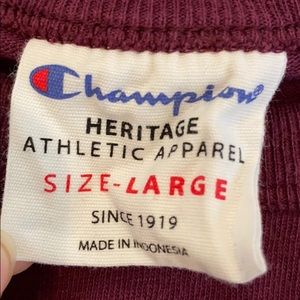 Champion
HERITAGE
ATHLETIC APPAREL
SIZE-LARGE
SINCE 1919
MADE IN INDONESIA